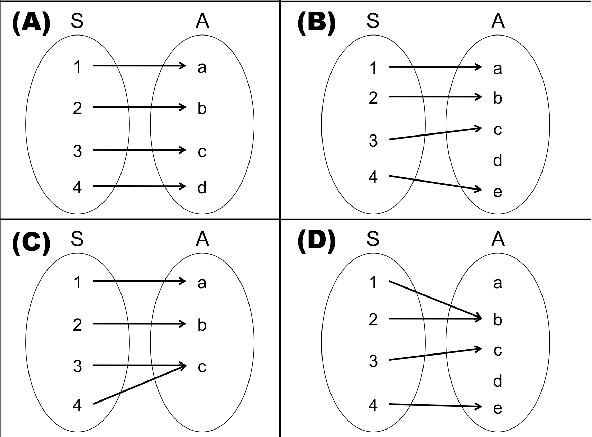 (A) S A
1 a
2 b
3 c
4 d
(B) S A
1 a
2 b
3 c
d
4 e
(C) S A
1 a
2 b
3 c
4
(D) S A
1 a
2 b
3 c
d
4 e